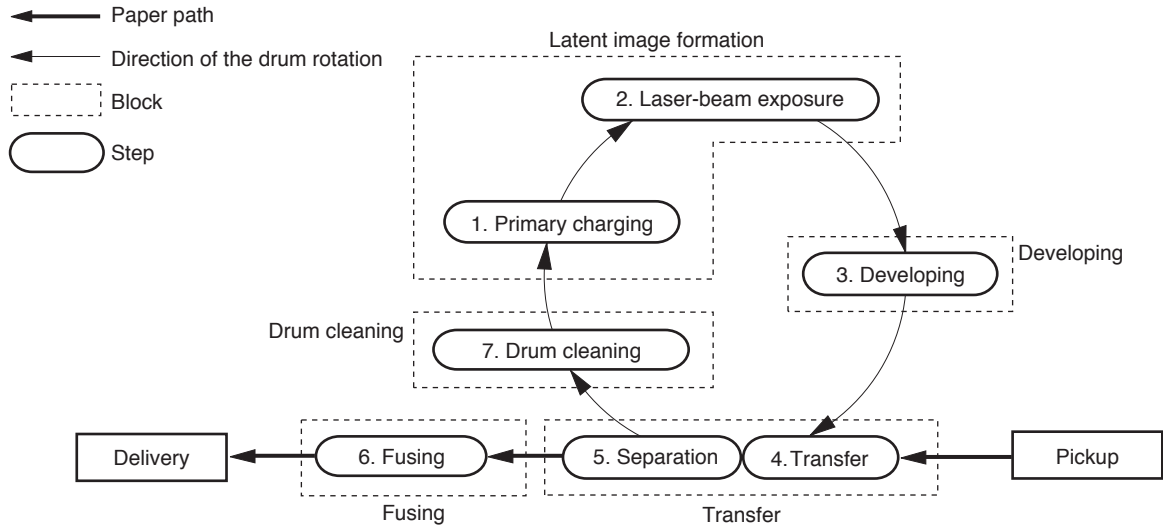 Paper path
Direction of the drum rotation
Block
Step
Latent image formation
2. Laser-beam exposure
1. Primary charging
3. Developing
Developing
Drum cleaning
7. Drum cleaning
Delivery
6. Fusing
5. Separation
4. Transfer
Pickup
Fusing
Transfer